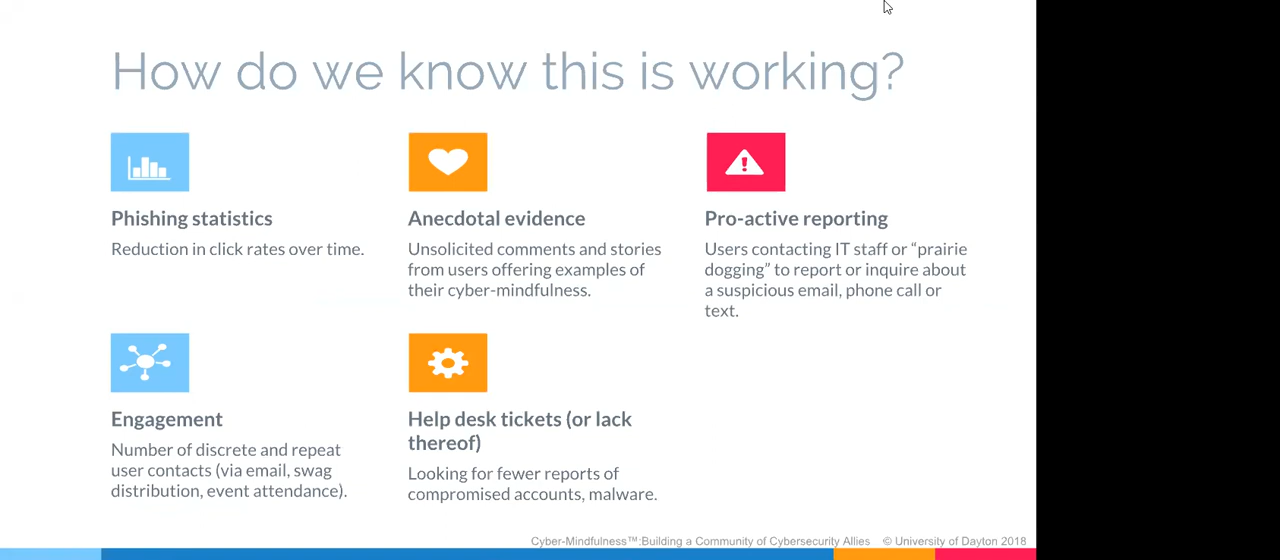 How do we know this is working?
Phishing statistics
Reduction in click rates over time.
Anecdotal evidence
Unsolicited comments and stories
from users offering examples of
their cyber-mindfulness.
Pro-active reporting
Users contacting IT staff or “prairie
dogging” to report or inquire about
a suspicious email, phone call or
text.
Engagement
Number of discrete and repeat
user contacts (via email, swag
distribution, event attendance).
Help desk tickets (or lack
thereof)
Looking for fewer reports of
compromised accounts, malware.
Cyber-Mindfulness™:Building a Community of Cybersecurity Allies © University of Dayton 2018